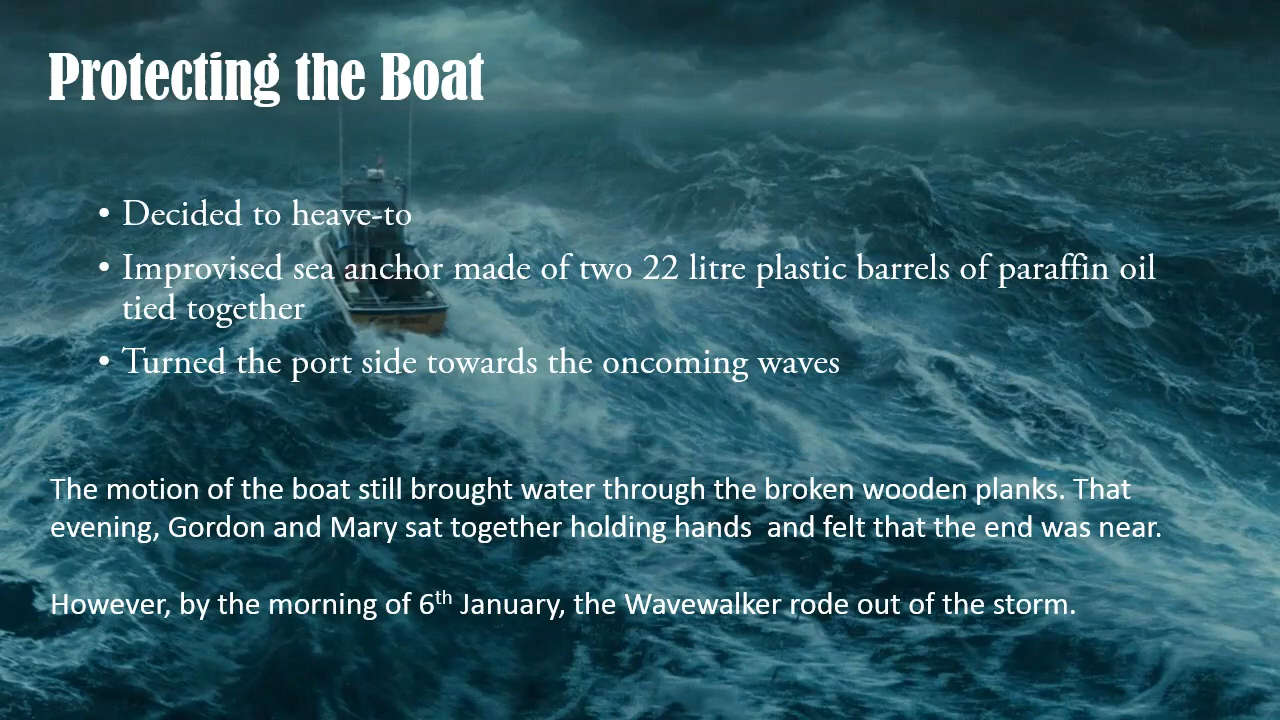 Protecting the Boat
• Decided to heave-to
• Improvised sea anchor made of two 22 litre plastic barrels of paraffin oil
tied together
• Turned the port side towards the oncoming waves
The motion of the boat still brought water through the broken wooden planks. That
evening, Gordon and Mary sat together holding hands  and felt that the end was near.
However, by the morning of 6th January, the Wavewalker rode out of the storm.